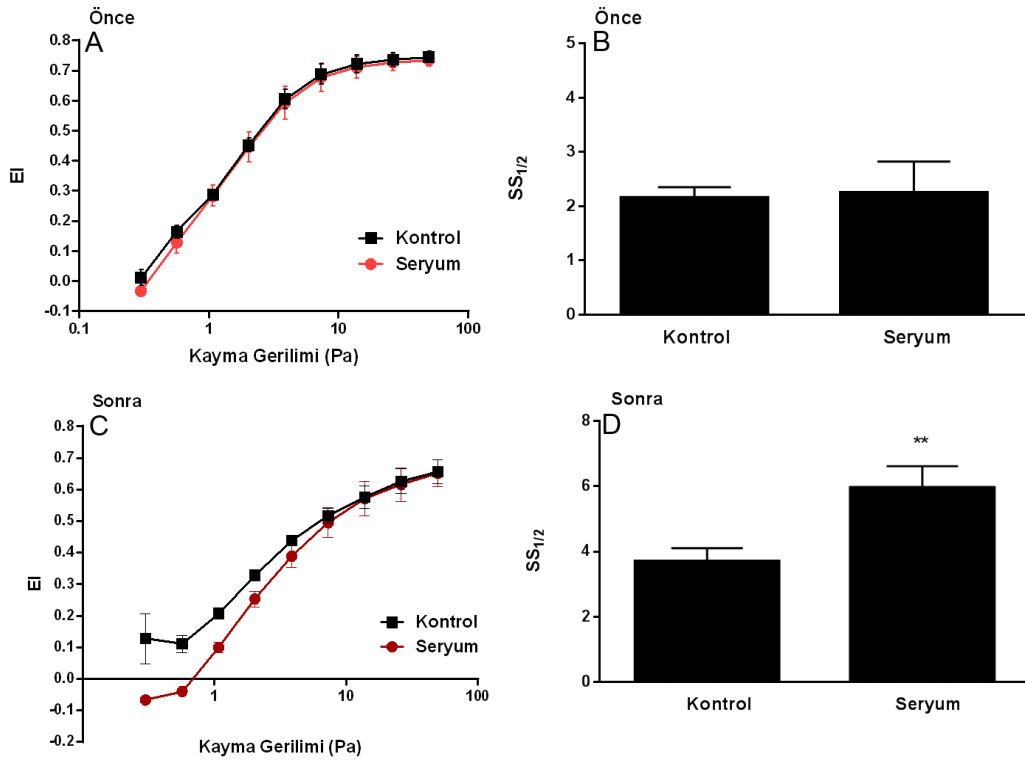 Önce
A
0.8
0.7
0.6
0.5
0.4
0.3
0.2
0.1
0.0
-0.1
EI
0.1
1
10
100
Kayma Gerilimi (Pa)
Kontrol
Seryum
Önce
B
5
4
3
2
1
0
SS1/2
Kontrol
Seryum
Sonra
C
0.8
0.7
0.6
0.5
0.4
0.3
0.2
0.1
0.0
-0.1
-0.2
EI
1
10
100
Kayma Gerilimi (Pa)
Kontrol
Seryum
Sonra
D
8
6
4
2
0
SS1/2
**
Kontrol
Seryum